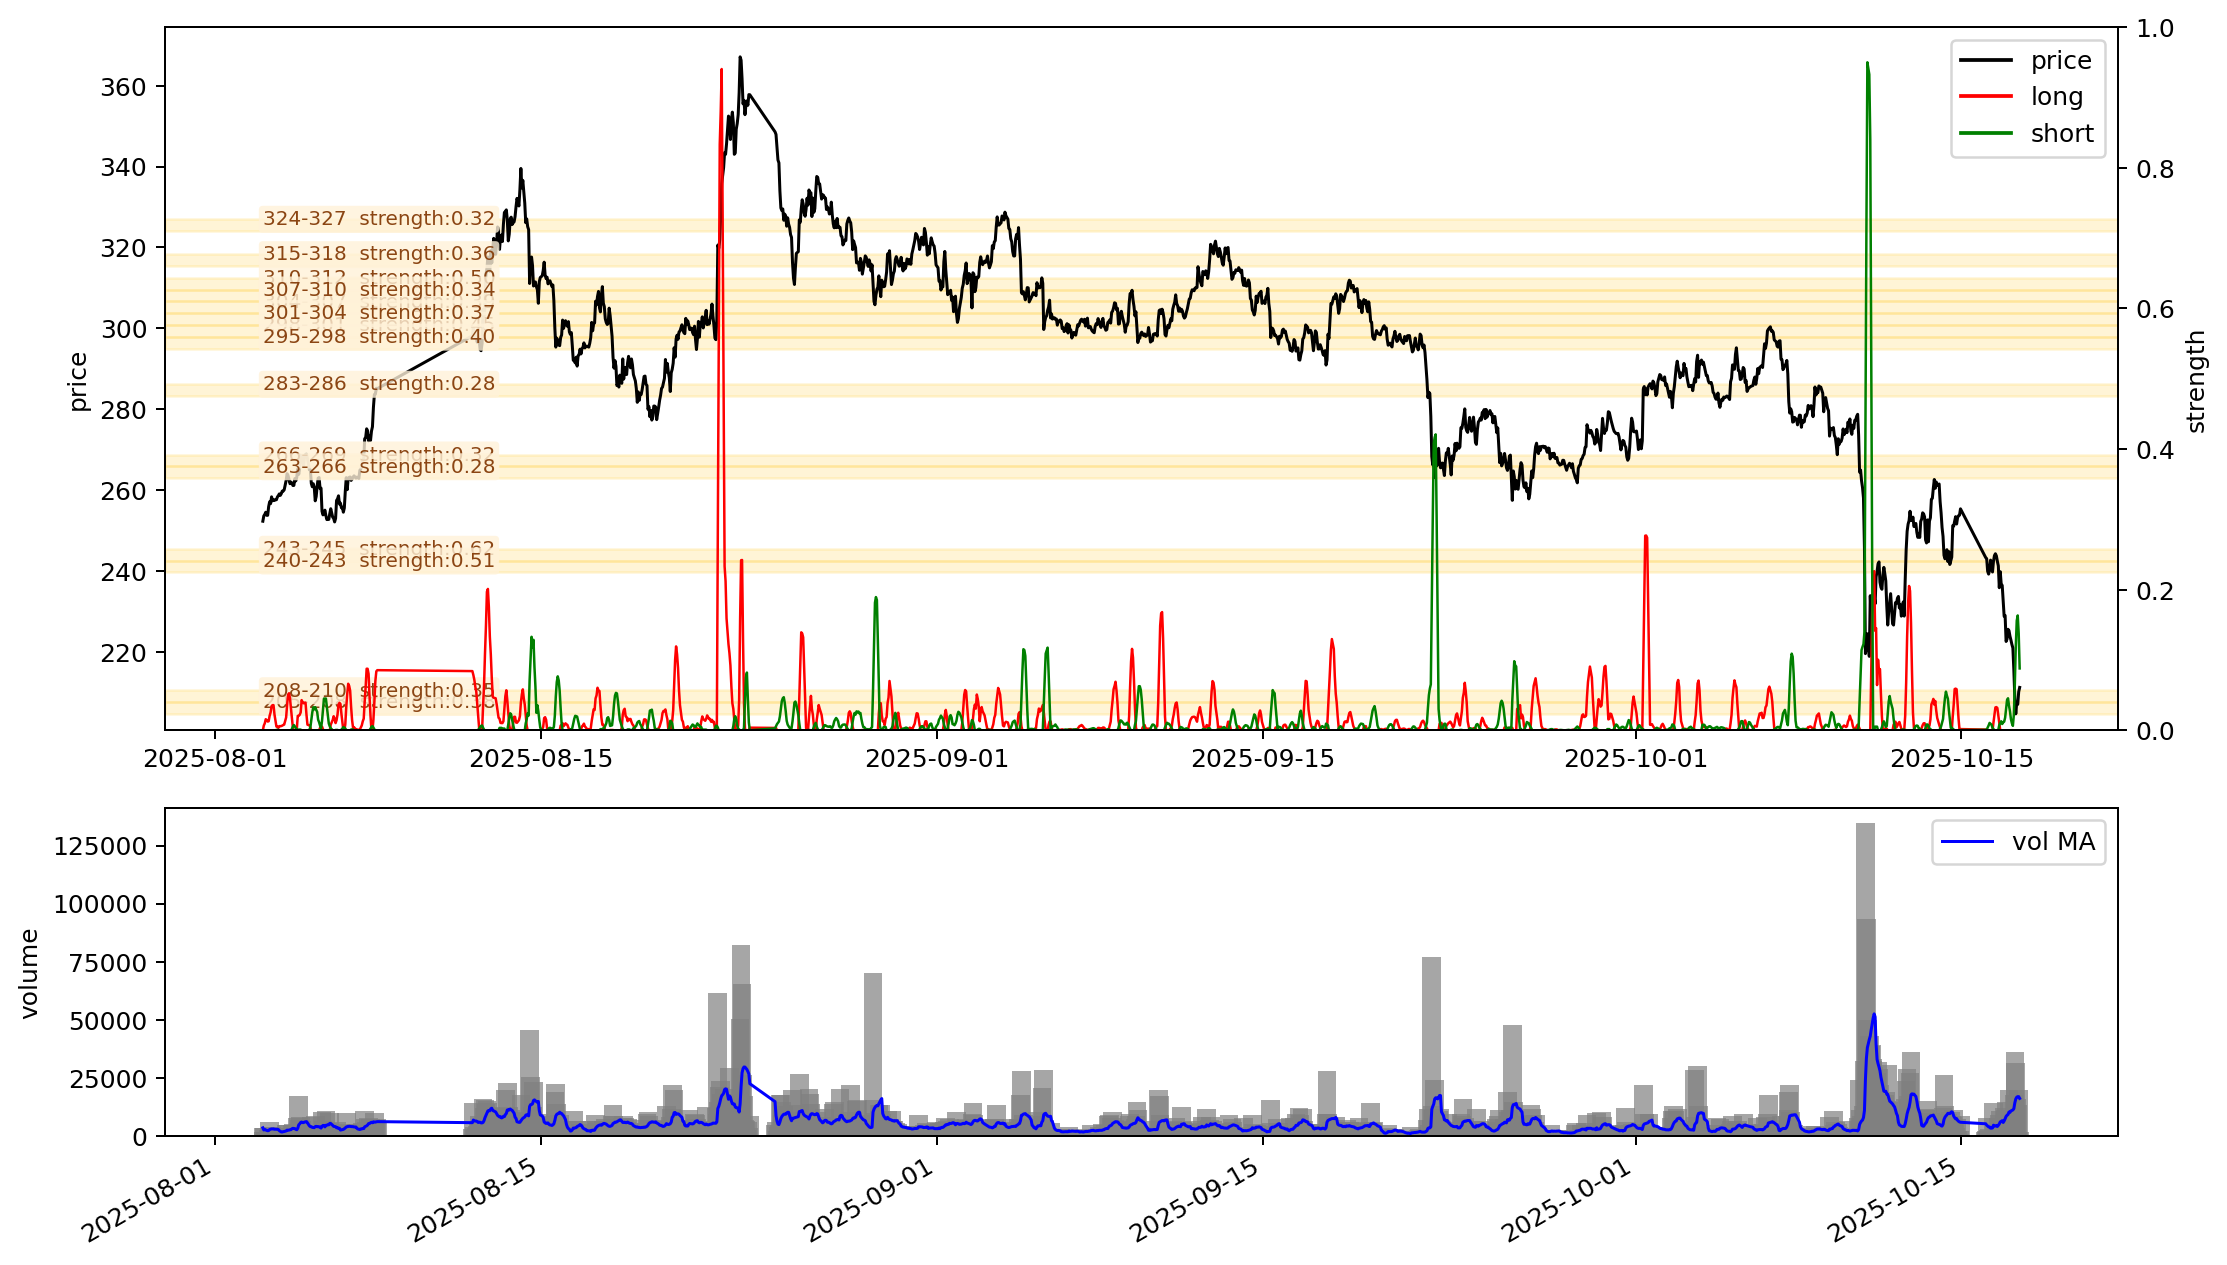 price
long
short
360
340
320
300
280
260
240
220
price
1.0
0.8
0.6
0.4
0.2
0.0
strength
324-327 strength:0.32
315-318 strength:0.36
310-312 strength:0.50
307-310 strength:0.34
301-304 strength:0.37
295-298 strength:0.40
283-286 strength:0.28
266-269 strength:0.32
263-266 strength:0.28
243-245 strength:0.62
240-243 strength:0.51
208-210 strength:0.35
2025-08-01
2025-08-15
2025-09-01
2025-09-15
2025-10-01
2025-10-15
vol MA
125000
100000
75000
50000
25000
0
volume
2025-08-01
2025-08-15
2025-09-01
2025-09-15
2025-10-01
2025-10-15